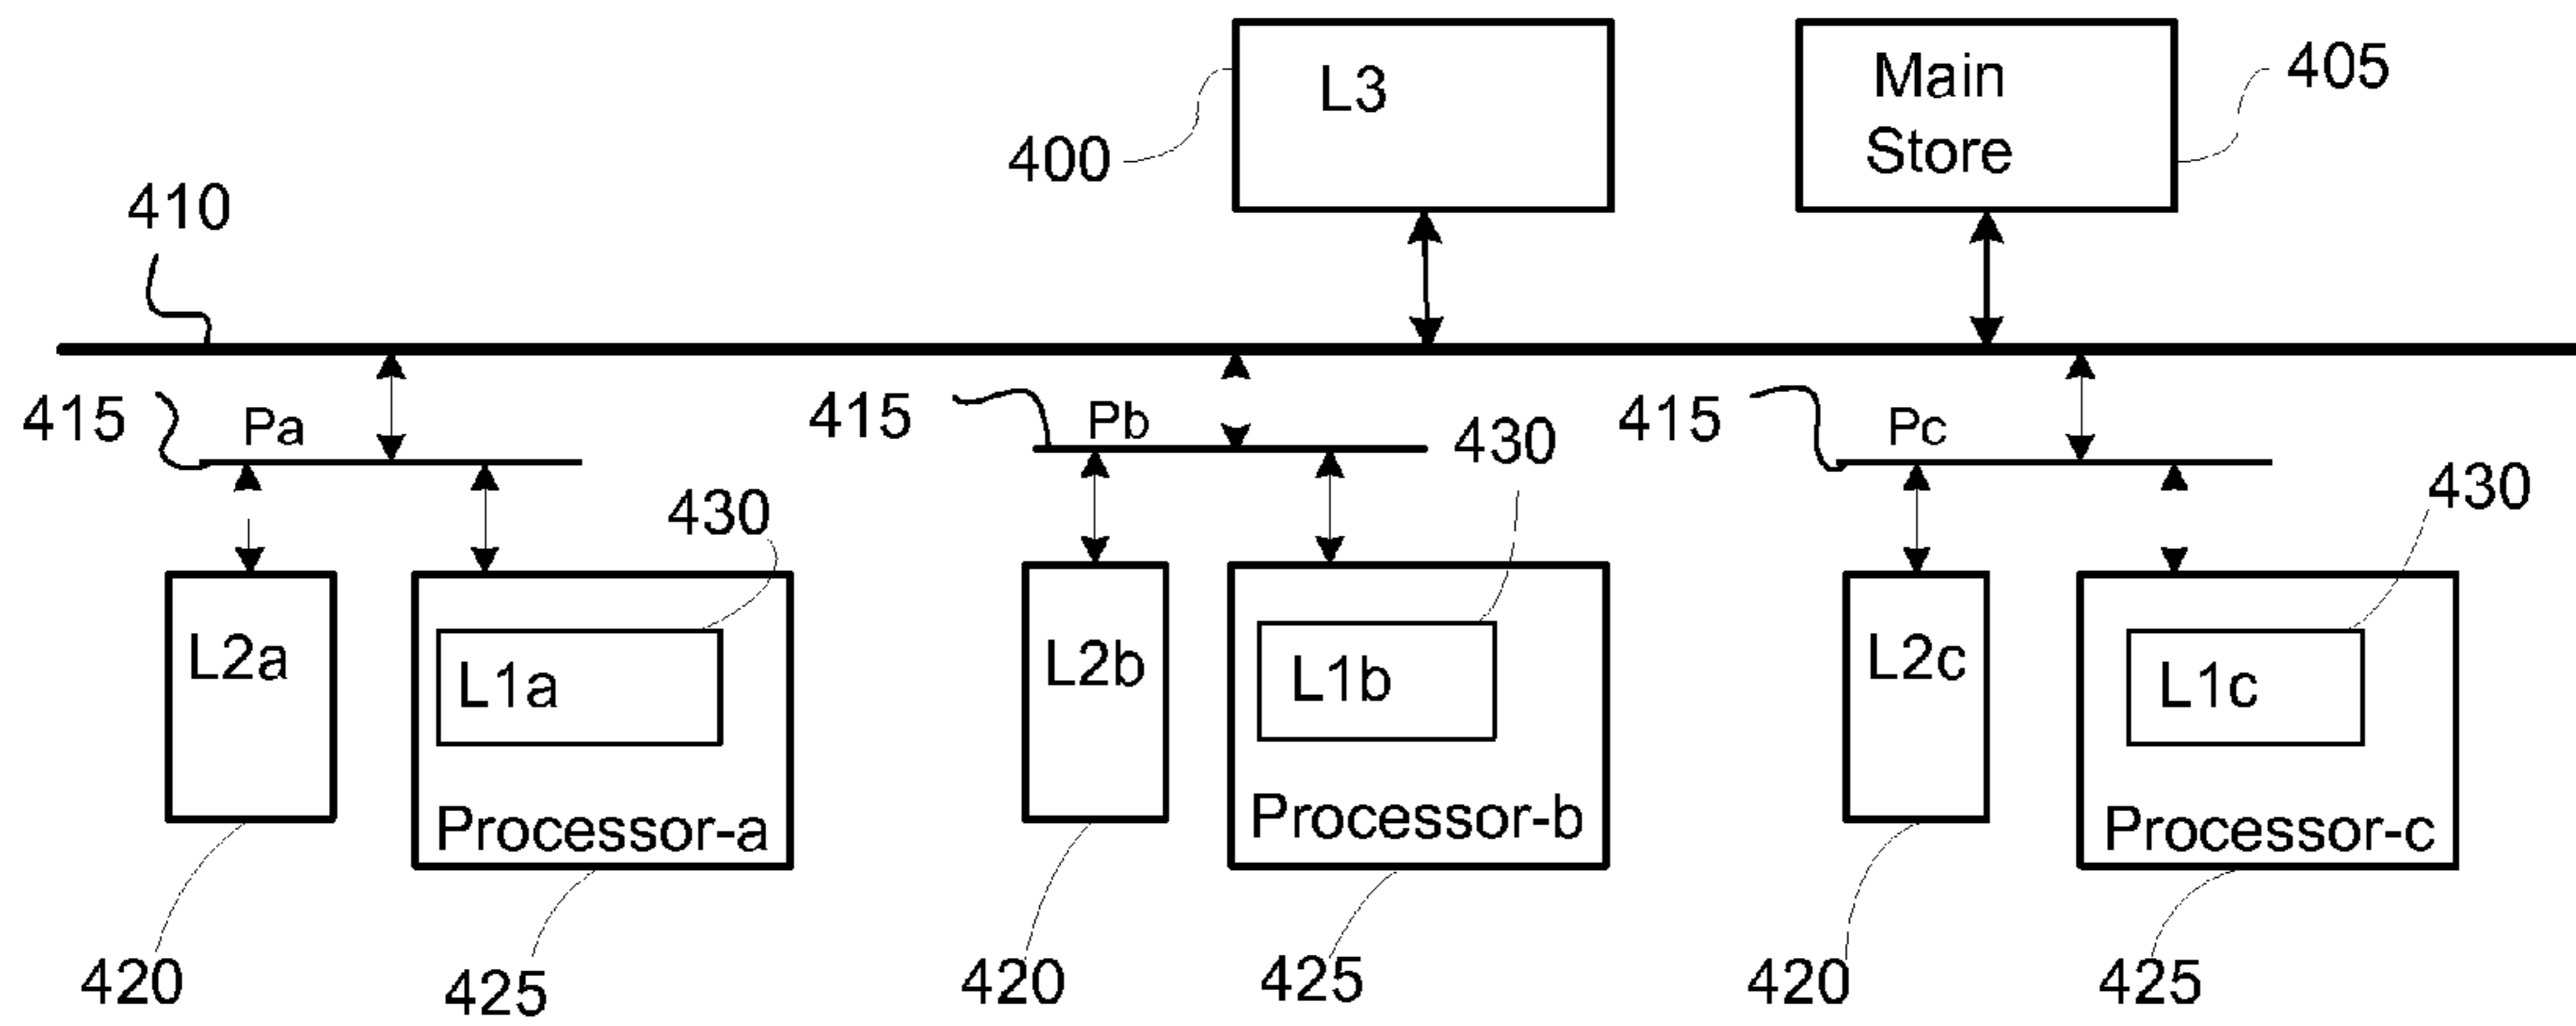 L3
Main
Store
405
400
410
415
Pa
415
Pb
430
415
Pc
430
430
L2a
L1a
Processor-a
L2b
L1b
Processor-b
L2c
L1c
Processor-c
420
425
420
425
420
425